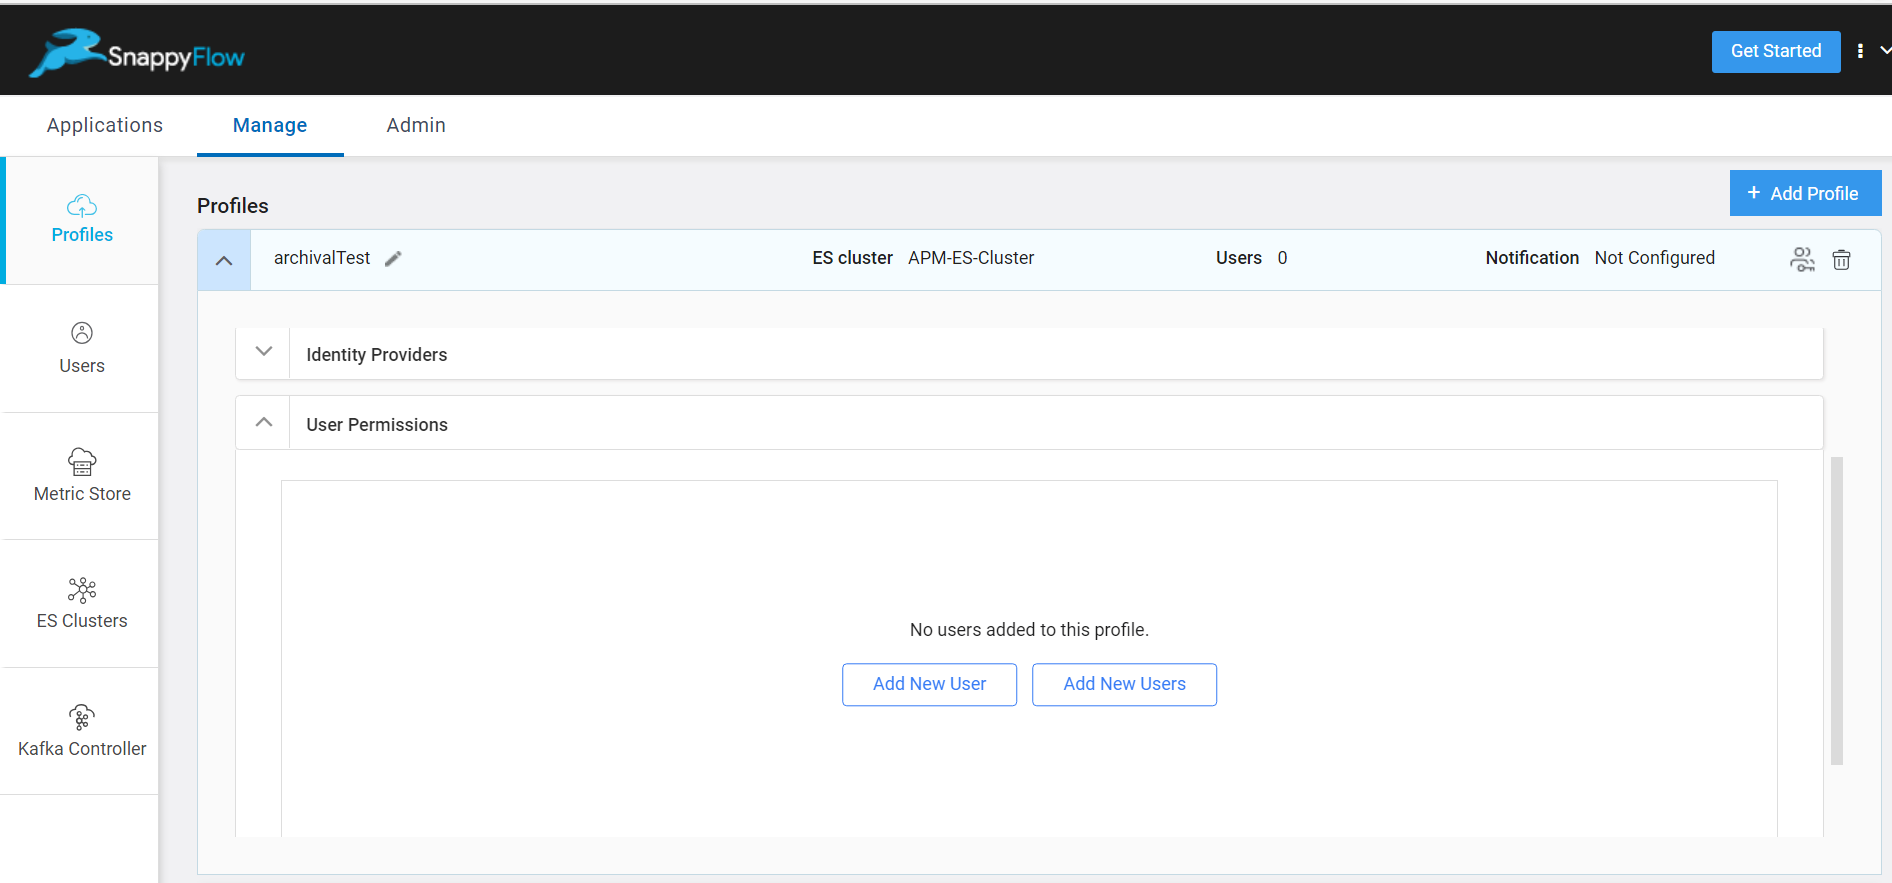 SnappyFlow
Get Started
Applications
Manage
Admin
Profiles
Users
Metric Store
ES Clusters
Kafka Controller
Profiles
+ Add Profile
archivalTest
ES cluster APM-ES-Cluster
Users 0
Notification Not Configured
Identity Providers
User Permissions
No users added to this profile.
Add New User
Add New Users